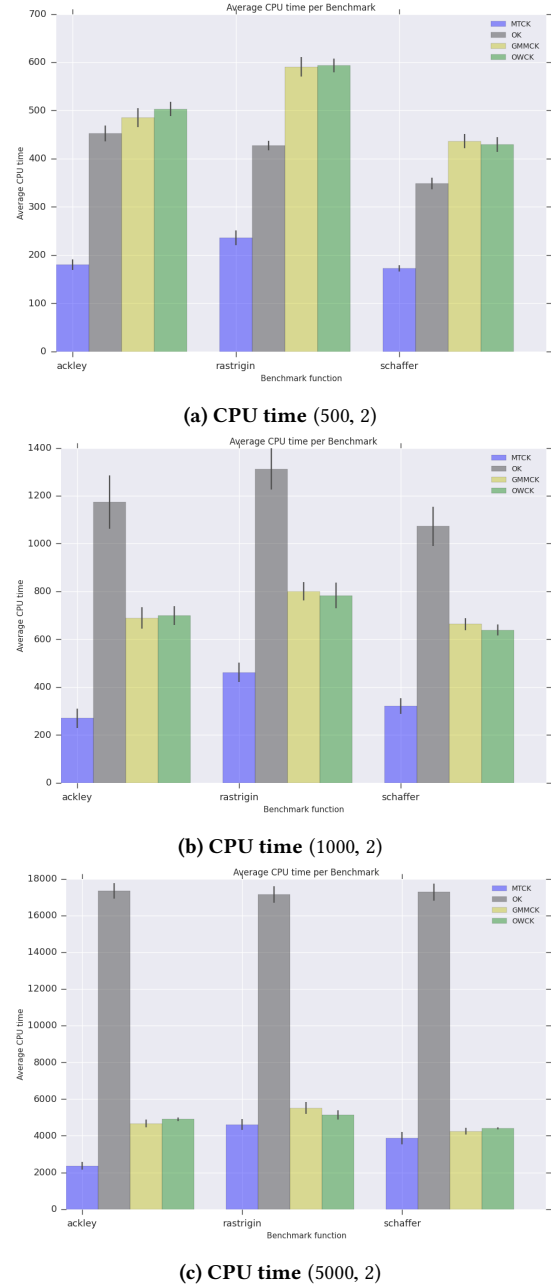 Average CPU time per Benchmark
MTCK
OK
GMMCK
OWCK
700
600
500
400
300
200
100
0
Average CPU time
ackley
rastrigin
schaffer
Benchmark function
(a) CPU time (500, 2)
Average CPU time per Benchmark
MTCK
OK
GMMCK
OWCK
1400
1200
1000
800
600
400
200
0
Average CPU time
ackley
rastrigin
schaffer
Benchmark function
(b) CPU time (1000, 2)
Average CPU time per Benchmark
MTCK
OK
GMMCK
OWCK
18000
16000
14000
12000
10000
8000
6000
4000
2000
0
Average CPU time
ackley
rastrigin
schaffer
Benchmark function
(c) CPU time (5000, 2)